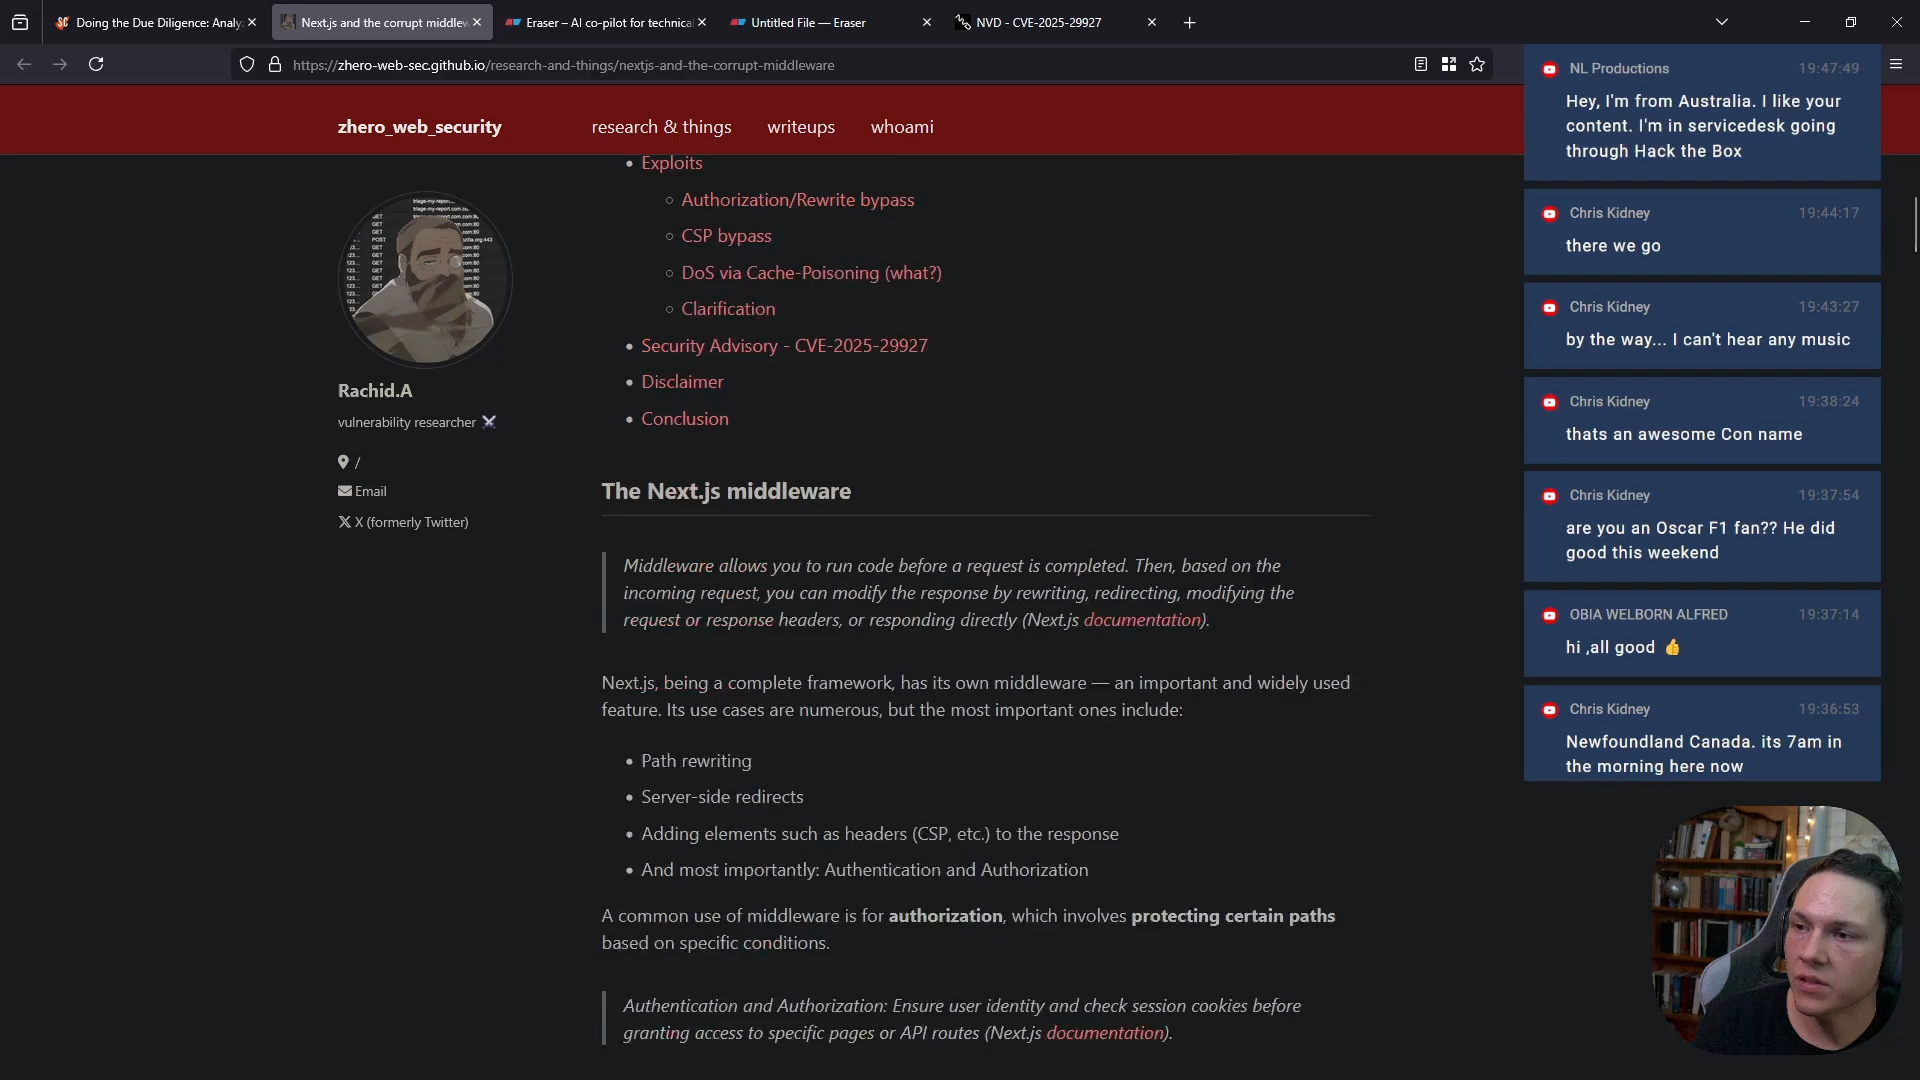 Doing the Due Diligence: Analy
Next.js and the corrupt middlew
Eraser – AI co-pilot for technica
Untitled File — Eraser
NVD - CVE-2025-29927
https://zhero-web-sec.github.io/research-and-things/nextjs-and-the-corrupt-middleware
zhero_web_security
research & things
writeups
whoami
Rachid.A
vulnerability researcher
/
Email
X (formerly Twitter)
Exploits
Authorization/Rewrite bypass
CSP bypass
DoS via Cache-Poisoning (what?)
Clarification
Security Advisory - CVE-2025-29927
Disclaimer
Conclusion
The Next.js middleware
Middleware allows you to run code before a request is completed. Then, based on the
incoming request, you can modify the response by rewriting, redirecting, modifying the
request or response headers, or responding directly (Next.js documentation).
Next.js, being a complete framework, has its own middleware — an important and widely used
feature. Its use cases are numerous, but the most important ones include:
Path rewriting
Server-side redirects
Adding elements such as headers (CSP, etc.) to the response
And most importantly: Authentication and Authorization
A common use of middleware is for authorization, which involves protecting certain paths
based on specific conditions.
Authentication and Authorization: Ensure user identity and check session cookies before
granting access to specific pages or API routes (Next.js documentation).
NL Productions 19:47:49
Hey, I'm from Australia. I like your
content. I'm in servicedesk going
through Hack the Box
Chris Kidney 19:44:17
there we go
Chris Kidney 19:43:27
by the way... I can't hear any music
Chris Kidney 19:38:24
thats an awesome Con name
Chris Kidney 19:37:54
are you an Oscar F1 fan?? He did
good this weekend
OBIA WELBORN ALFRED 19:37:14
hi ,all good 👍
Chris Kidney 19:36:53
Newfoundland Canada. its 7am in
the morning here now